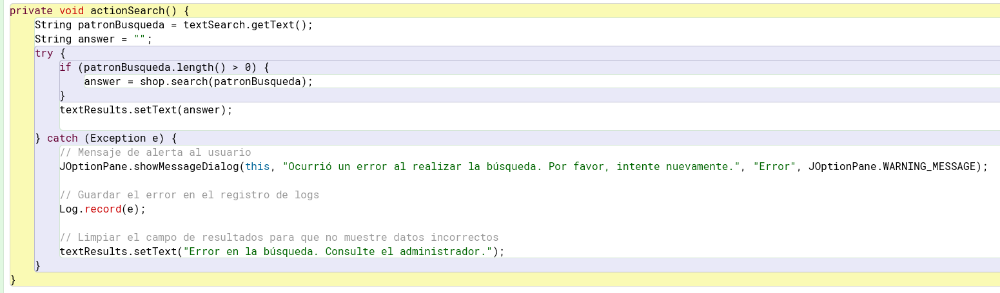 private void actionSearch() {
    String patronBusqueda = textSearch.getText();
    String answer = "";
    try {
        if (patronBusqueda.length() > 0) {
            answer = shop.search(patronBusqueda);
        }
        textResults.setText(answer);

    } catch (Exception e) {
        // Mensaje de alerta al usuario
        JOptionPane.showMessageDialog(this, "Ocurrió un error al realizar la búsqueda. Por favor, intente nuevamente.", "Error", JOptionPane.WARNING_MESSAGE);

        // Guardar el error en el registro de logs
        Log.record(e);

        // Limpiar el campo de resultados para que no muestre datos incorrectos
        textResults.setText("Error en la búsqueda. Consulte el administrador.");
    }
}